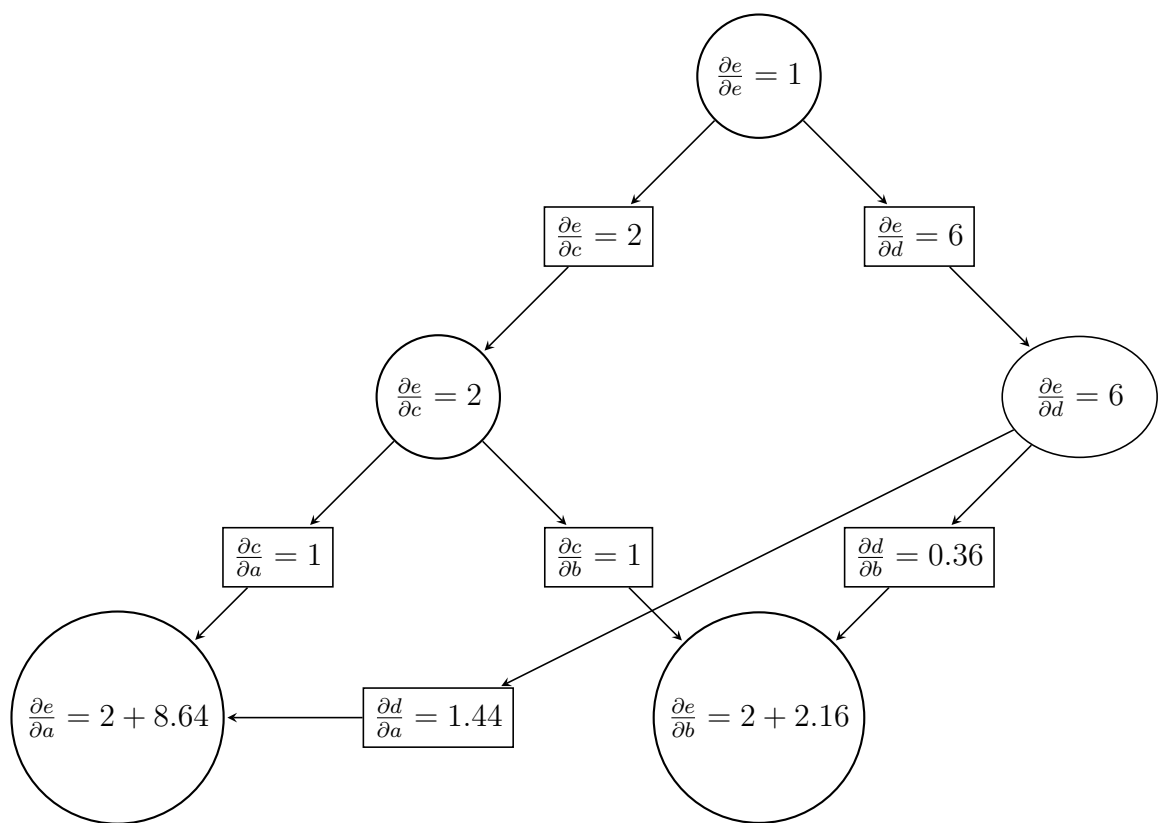 ∂e/∂e = 1
∂e/∂c = 2
∂e/∂d = 6
∂e/∂c = 2
∂e/∂d = 6
∂c/∂a = 1
∂c/∂b = 1
∂d/∂b = 0.36
∂e/∂a = 2 + 8.64
∂d/∂a = 1.44
∂e/∂b = 2 + 2.16